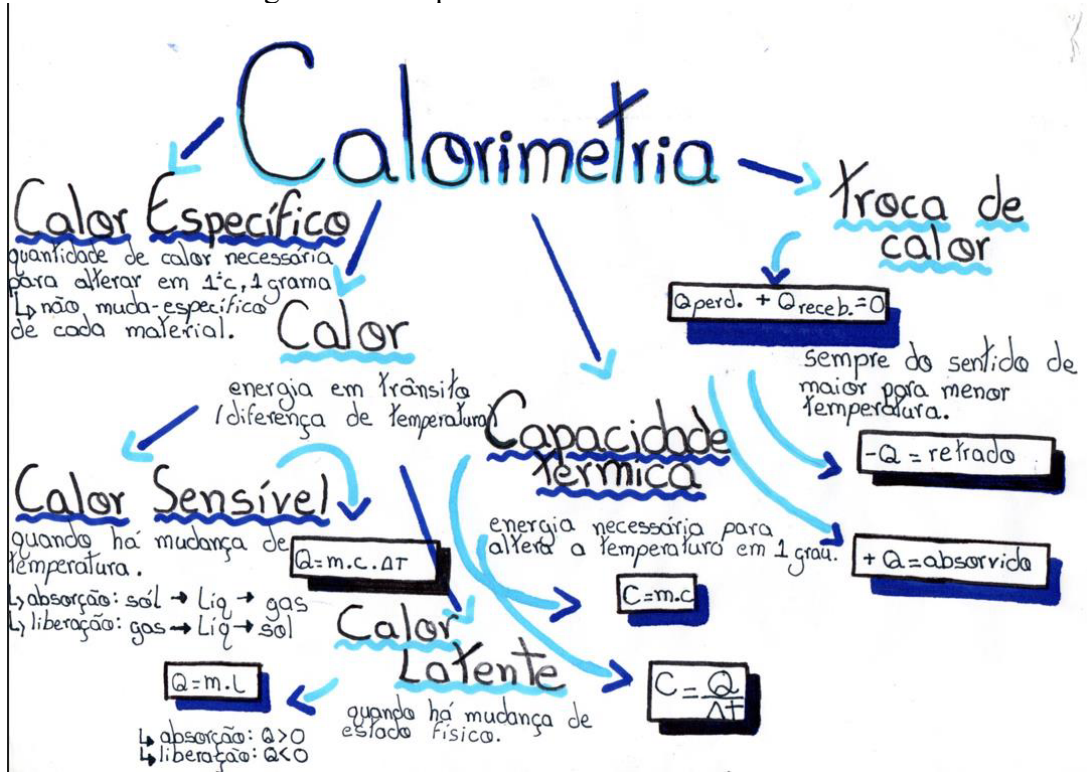 Calorimetria
Calor Específico
quantidade de calor necessária
para alterar em 1°c, 1 grama
↳ não muda-específico
de cada material.
Calor
energia em trânsito
(diferença de temperatura)
Calor Sensível
quando há mudança de
temperatura.
↳ absorção: sól → Liq → gas
↳ liberação: gas → Liq → sol
Q=m.c.ΔT
Calor
Latente
quando há mudança de
estado físico.
Q=m.L
↳ absorção: Q>0
↳ liberação: Q<0
Capacidade
térmica
energia necessária para
altera a temperatura em 1 grau.
C=m.c
C=Q/ΔT
Troca de
calor
Qperd. + Qreceb.=0
sempre do sentido de
maior para menor
temperatura.
-Q = retrado
+Q=absorvido